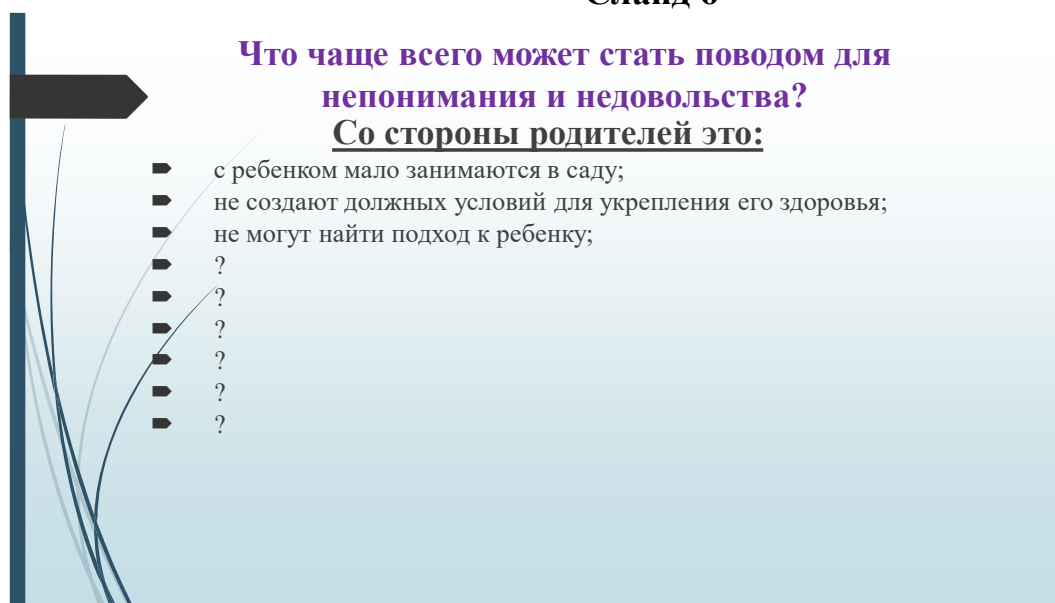 Что чаще всего может стать поводом для
непонимания и недовольства?
Со стороны родителей это:
с ребенком мало занимаются в саду;
не создают должных условий для укрепления его здоровья;
не могут найти подход к ребенку;
?
?
?
?
?
?